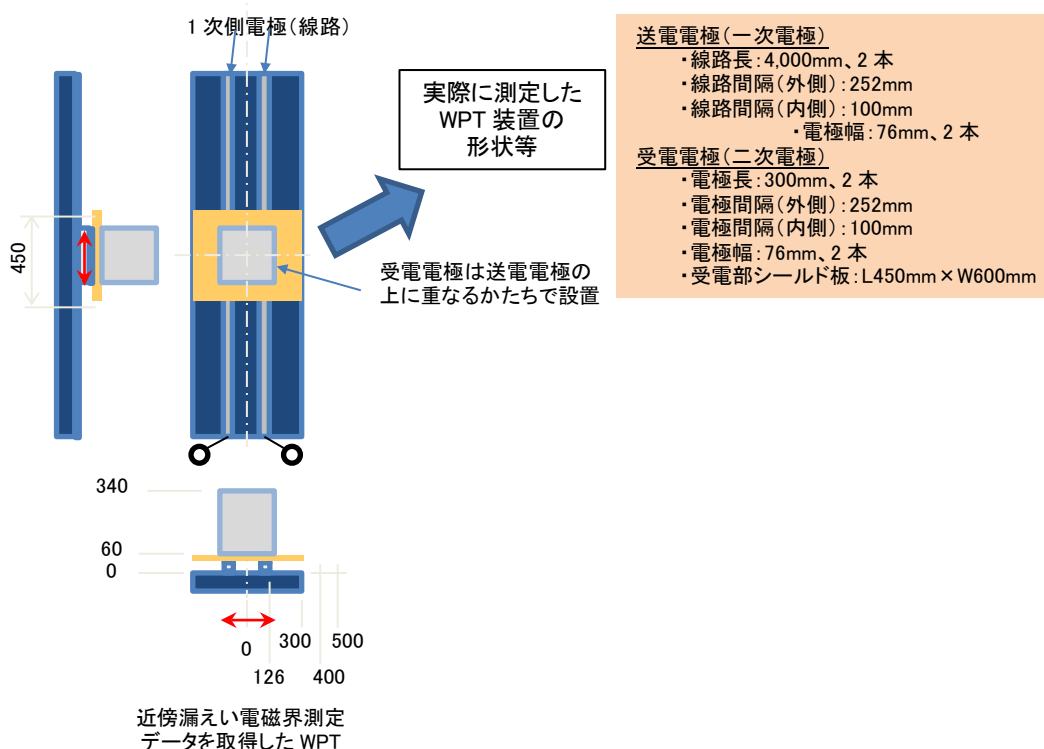 1次側電極(線路)
実際に測定した
WPT 装置の
形状等
送電電極(一次電極)
・線路長:4,000mm、2 本
・線路間隔(外側):252mm
・線路間隔(内側):100mm
・電極幅:76mm、2 本
受電電極(二次電極)
・電極長:300mm、2 本
・電極間隔(外側):252mm
・電極間隔(内側):100mm
・電極幅:76mm、2 本
・受電部シールド板:L450mm×W600mm
450
受電電極は送電電極の
上に重なるかたちで設置
340
60
0
0
300
500
126
400
近傍漏えい電磁界測定
データを取得した WPT